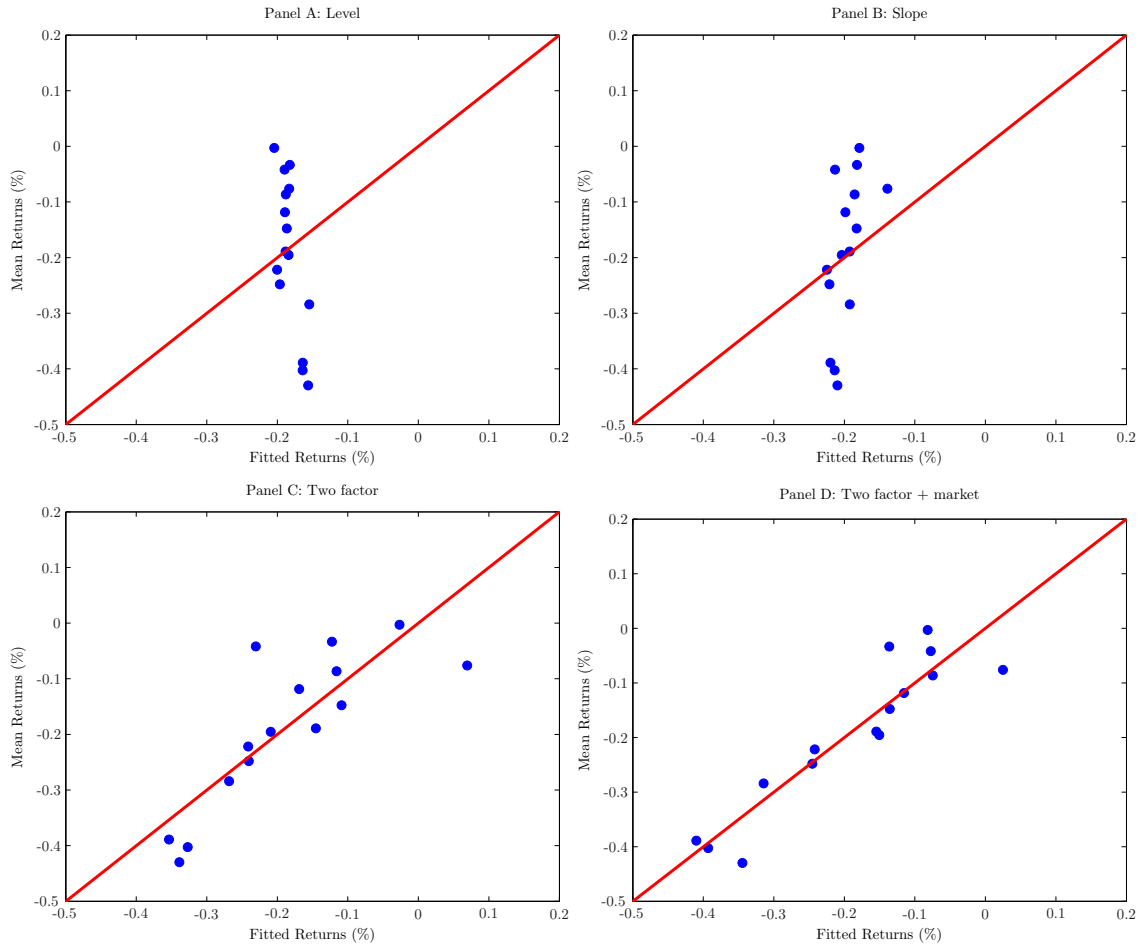 Panel A: Level
0.2
0.1
0
-0.1
-0.2
-0.3
-0.4
-0.5
Mean Returns (%)
-0.5 -0.4 -0.3 -0.2 -0.1 0 0.1 0.2
Fitted Returns (%)
Panel B: Slope
0.2
0.1
0
-0.1
-0.2
-0.3
-0.4
-0.5
Mean Returns (%)
-0.5 -0.4 -0.3 -0.2 -0.1 0 0.1 0.2
Fitted Returns (%)
Panel C: Two factor
0.2
0.1
0
-0.1
-0.2
-0.3
-0.4
-0.5
Mean Returns (%)
-0.5 -0.4 -0.3 -0.2 -0.1 0 0.1 0.2
Fitted Returns (%)
Panel D: Two factor + market
0.2
0.1
0
-0.1
-0.2
-0.3
-0.4
-0.5
Mean Returns (%)
-0.5 -0.4 -0.3 -0.2 -0.1 0 0.1 0.2
Fitted Returns (%)